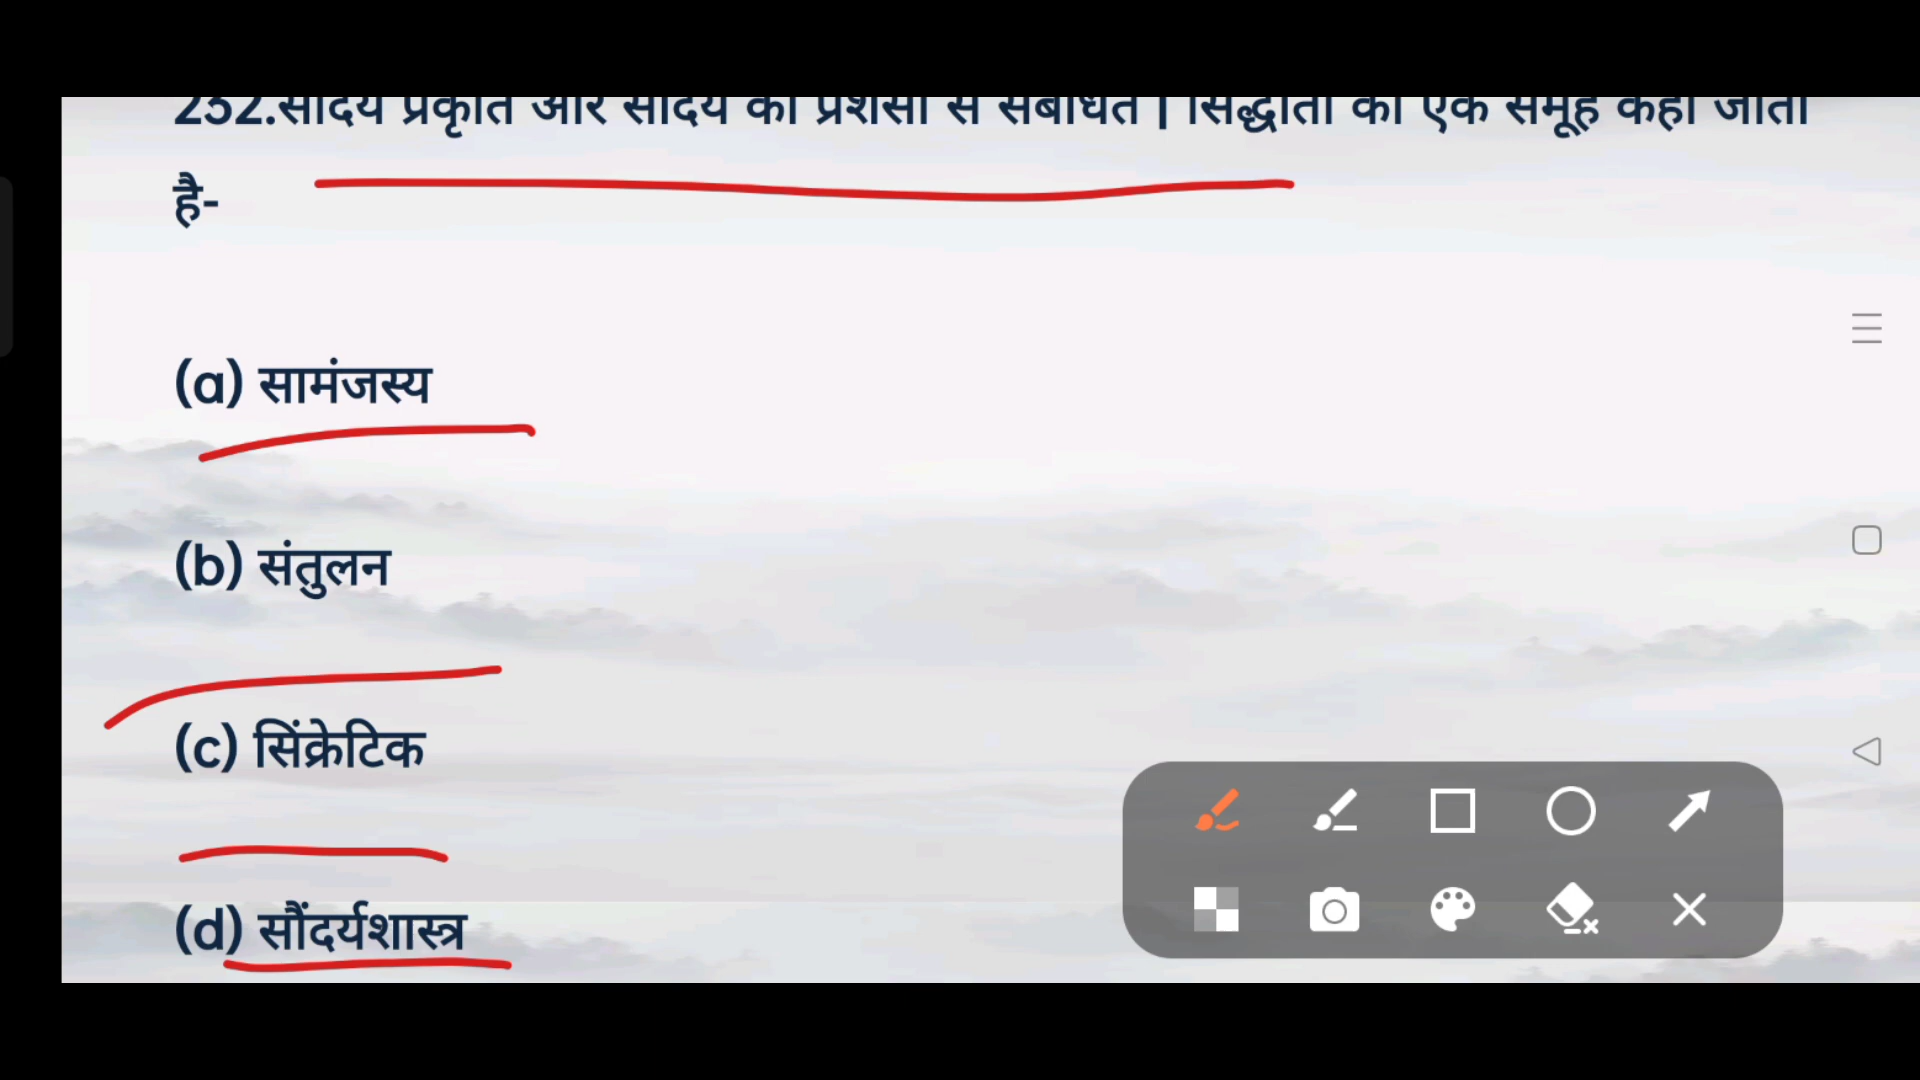 232.सौंदर्य प्रकृति और सौंदर्य की प्रशंसा से संबंधित | सिद्धांतों का एक समूह कहा जाता
है-
(a) सामंजस्य
(b) संतुलन
(c) सिंक्रेटिक
(d) सौंदर्यशास्त्र